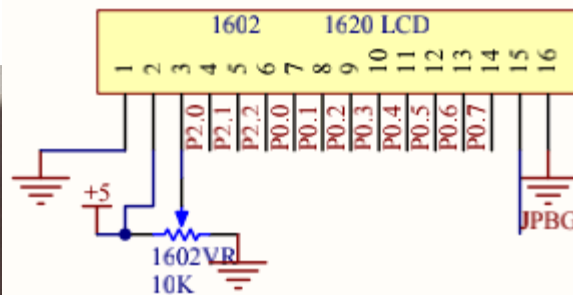 1602 1620 LCD
1 2 3 4 5 6 7 8 9 10 11 12 13 14 15 16
P2.0 P2.1 P2.2 P0.0 P0.1 P0.2 P0.3 P0.4 P0.5 P0.6 P0.7
+5
JPBG
1602VR
10K